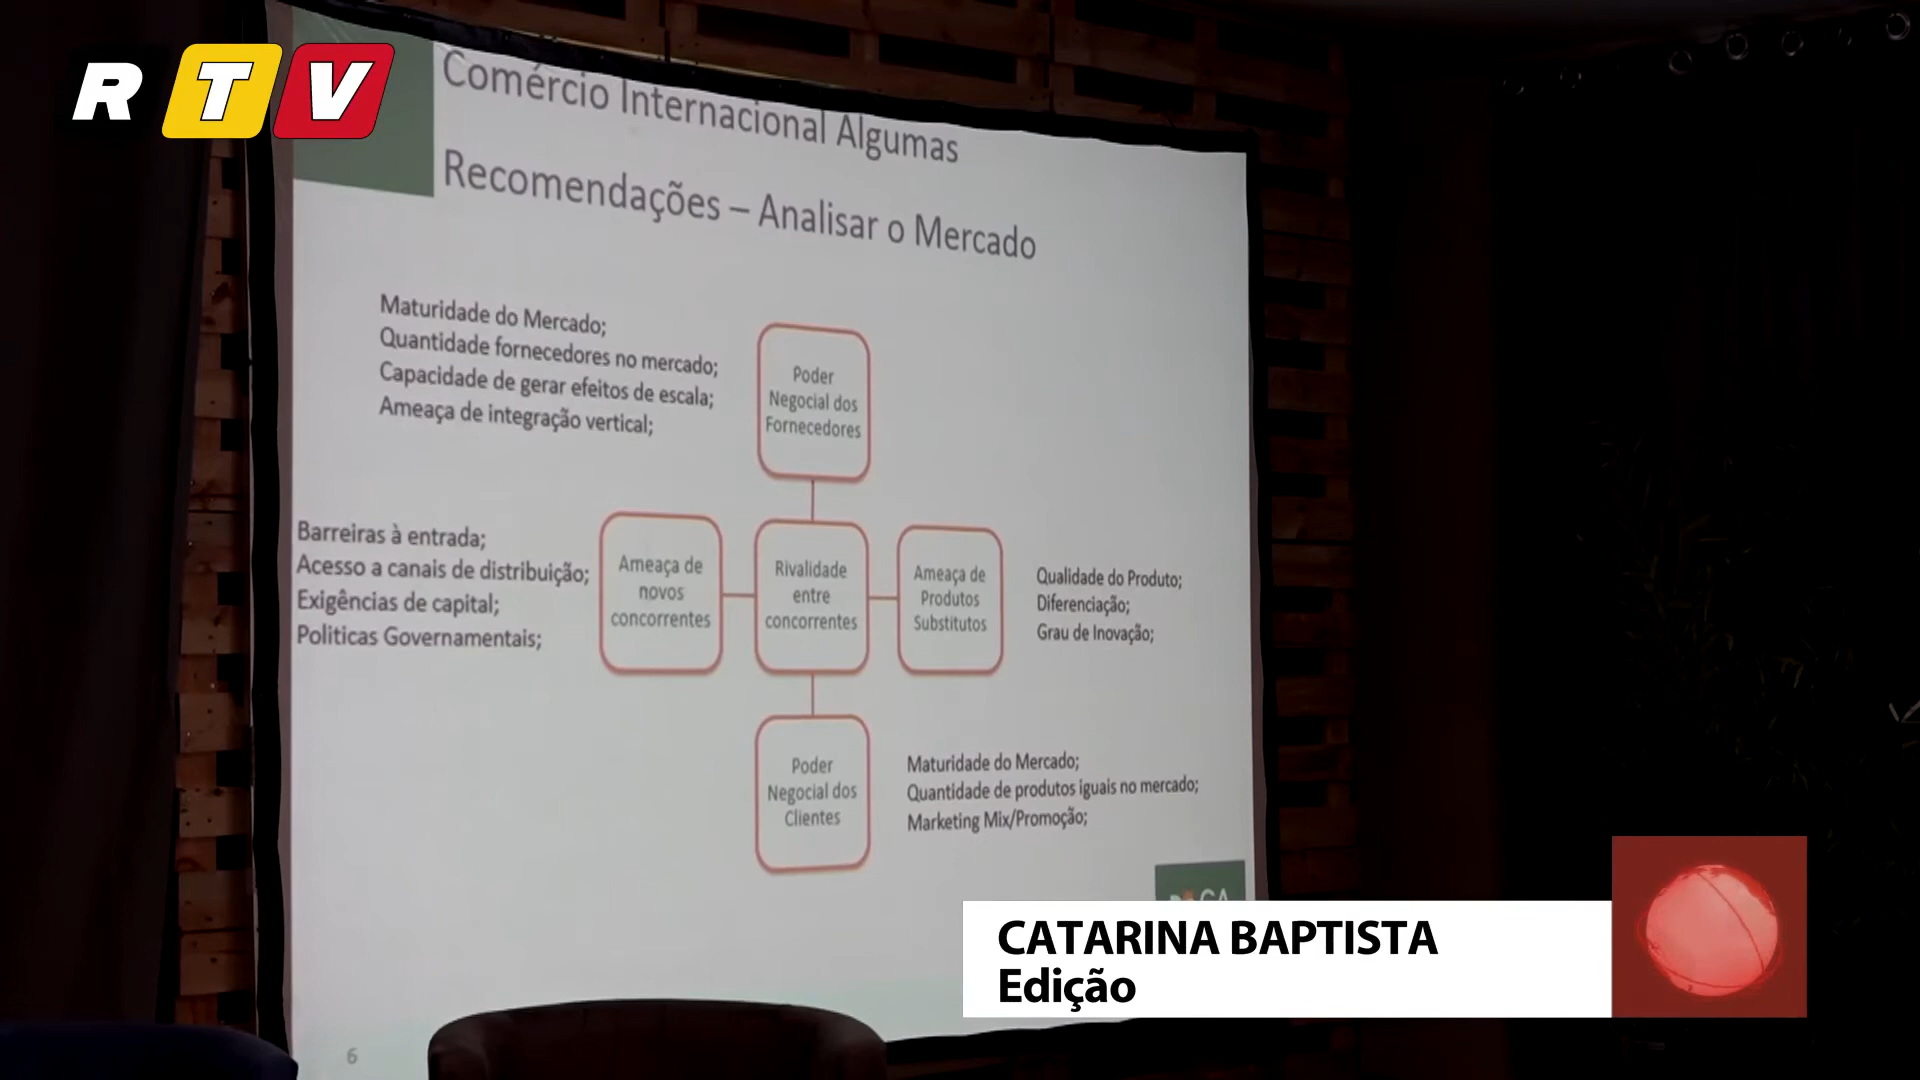 RTV
Comércio Internacional Algumas
Recomendações – Analisar o Mercado
Maturidade do Mercado;
Quantidade fornecedores no mercado;
Capacidade de gerar efeitos de escala;
Ameaça de integração vertical;
Poder
Negocial dos
Fornecedores
Barreiras à entrada;
Acesso a canais de distribuição;
Exigências de capital;
Politicas Governamentais;
Ameaça de
novos
concorrentes
Rivalidade
entre
concorrentes
Ameaça de
Produtos
Substitutos
Qualidade do Produto;
Diferenciação;
Grau de Inovação;
Poder
Negocial dos
Clientes
Maturidade do Mercado;
Quantidade de produtos iguais no mercado;
Marketing Mix/Promoção;
CATARINA BAPTISTA
Edição
6